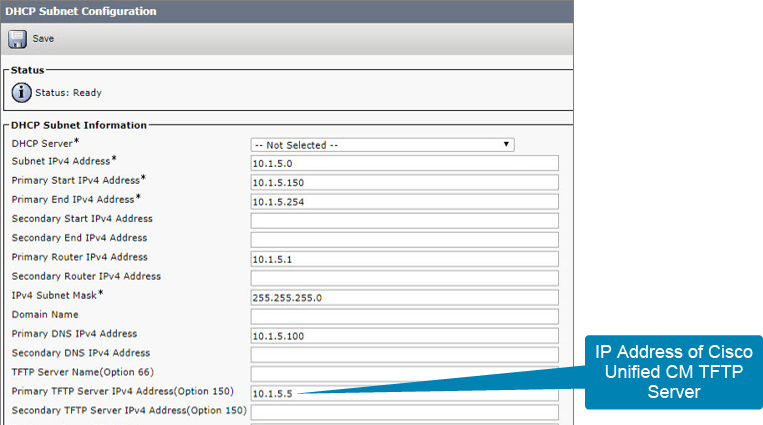 DHCP Subnet Configuration
Save
Status
Status: Ready
DHCP Subnet Information
DHCP Server*
-- Not Selected --
Subnet IPv4 Address*
10.1.5.0
Primary Start IPv4 Address*
10.1.5.150
Primary End IPv4 Address*
10.1.5.254
Secondary Start IPv4 Address
Secondary End IPv4 Address
Primary Router IPv4 Address
10.1.5.1
Secondary Router IPv4 Address
IPv4 Subnet Mask*
255.255.255.0
Domain Name
Primary DNS IPv4 Address
10.1.5.100
Secondary DNS IPv4 Address
TFTP Server Name(Option 66)
Primary TFTP Server IPv4 Address(Option 150)
10.1.5.5
Secondary TFTP Server IPv4 Address(Option 150)
IP Address of Cisco
Unified CM TFTP
Server